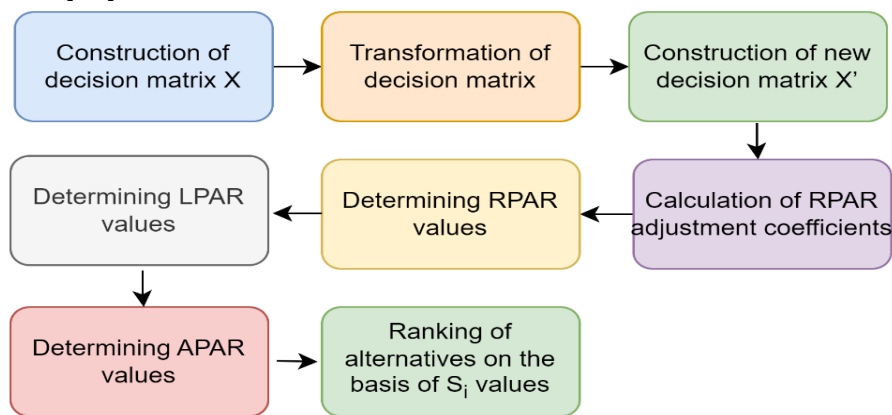 Construction of
decision matrix X
Transformation of
decision matrix
Construction of new
decision matrix X’
Calculation of RPAR
adjustment coefficients
Determining RPAR
values
Determining LPAR
values
Determining APAR
values
Ranking of
alternatives on the
basis of Sᵢ values